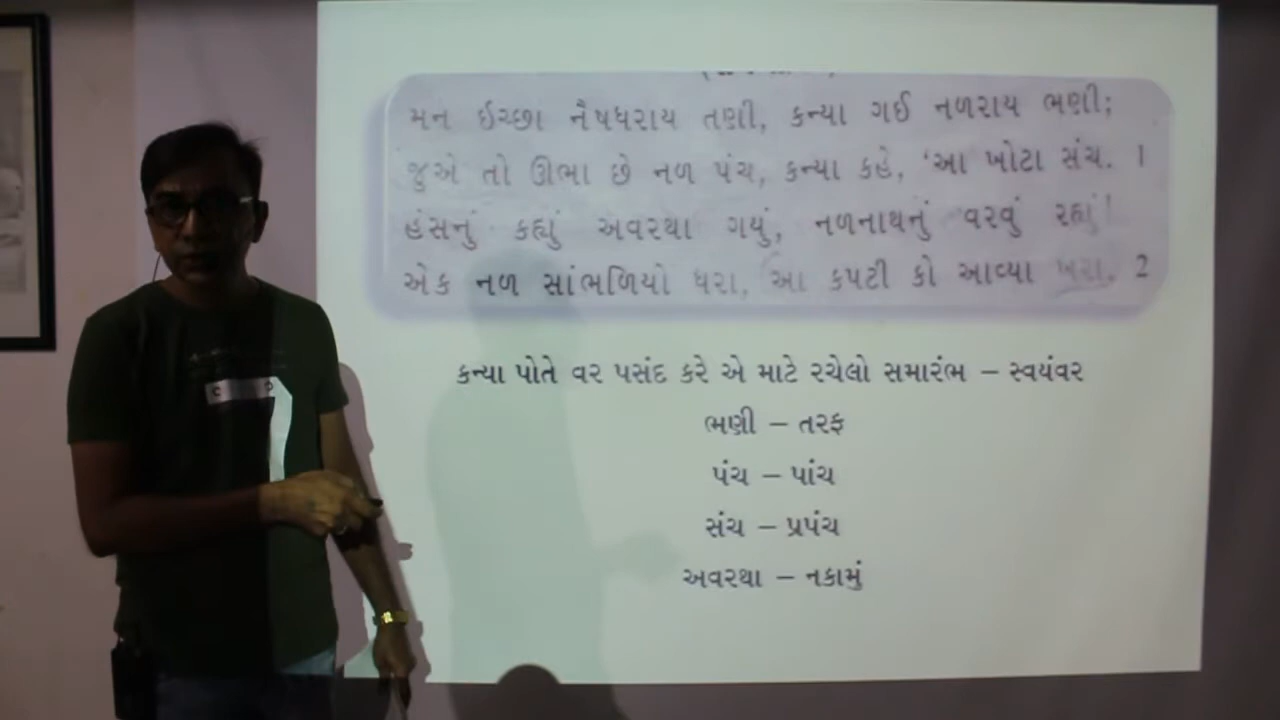 મન ઈચ્છા નૈષધરાય તણી, કન્યા ગઈ નળરાય ભણી;
જુએ તો ઊભા છે નળ પંચ, કન્યા કહે, 'આ ખોટા સંચ. 1
હંસનું કહ્યું અવરથા ગયું, નળનાથનું વરવું રહ્યું!
એક નળ સાંભળિયો ધરા, આ કપટી કો આવ્યા ખરા. 2
કન્યા પોતે વર પસંદ કરે એ માટે રચેલો સમારંભ – સ્વયંવર
ભણી – તરફ
પંચ – પાંચ
સંચ – પ્રપંચ
અવરથા – નકામું